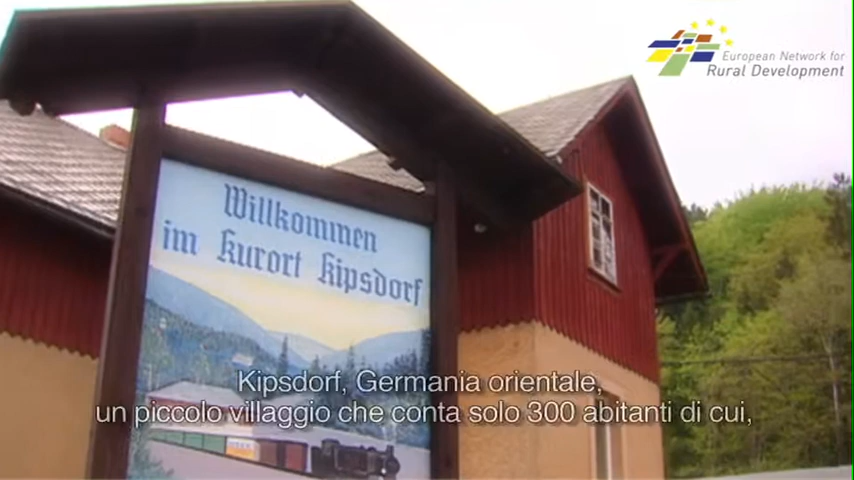 European Network for
Rural Development
Willkommen
im Kurort Kipsdorf
Kipsdorf, Germania orientale,
un piccolo villaggio che conta solo 300 abitanti di cui,